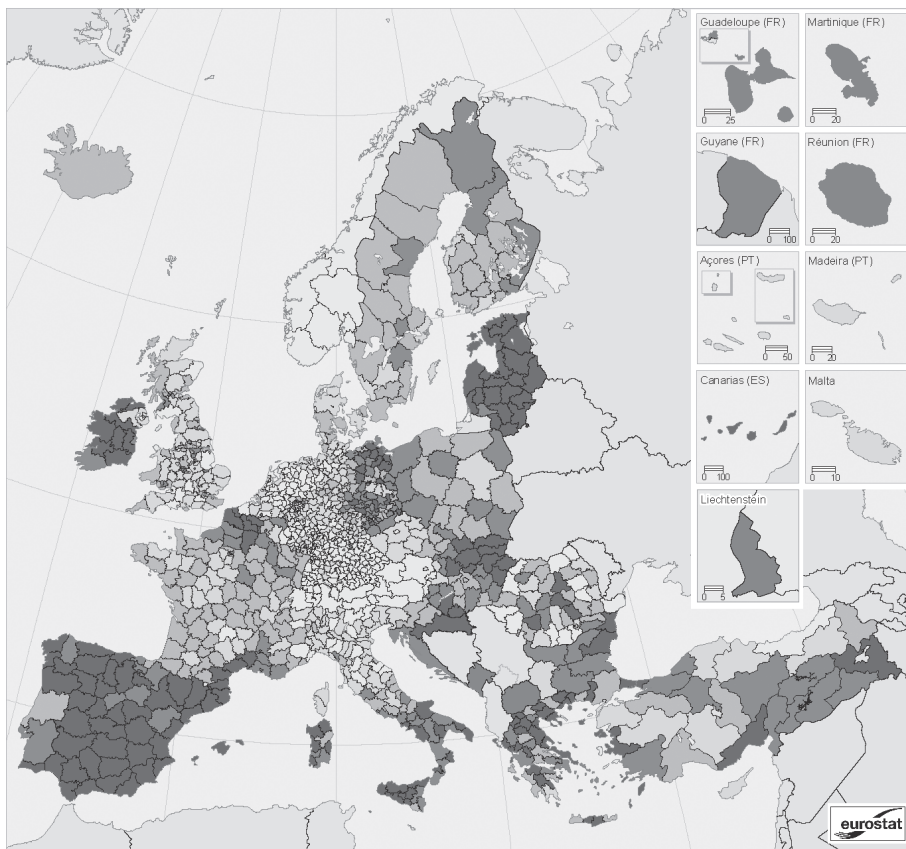 Guadeloupe (FR)
0 25
Martinique (FR)
0 20
Guyane (FR)
0 100
Réunion (FR)
0 20
Açores (PT)
0 50
Madeira (PT)
0 20
Canarias (ES)
0 100
Malta
0 10
Liechtenstein
0 5
eurostat